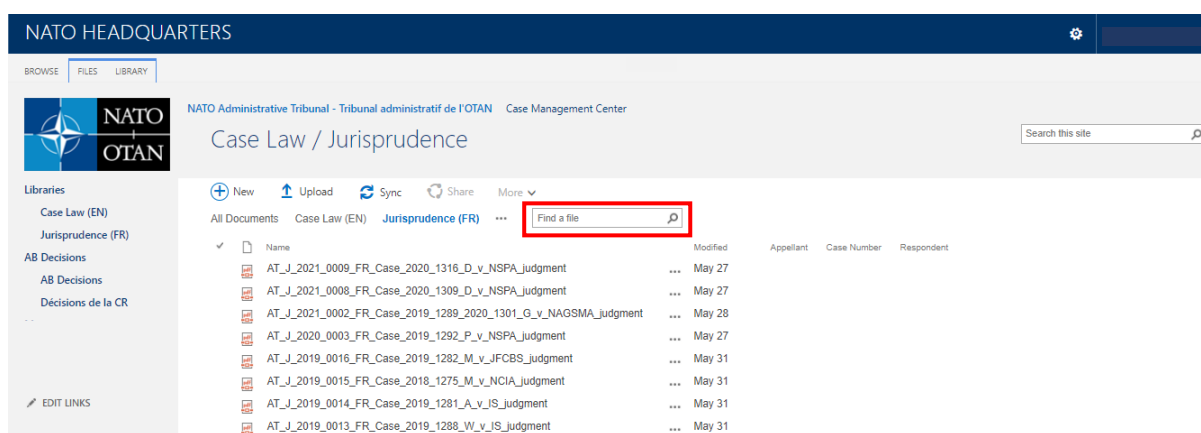 NATO HEADQUARTERS
BROWSE FILES LIBRARY
NATO
OTAN
NATO Administrative Tribunal - Tribunal administratif de l'OTAN Case Management Center
Case Law / Jurisprudence
Search this site
Libraries
Case Law (EN)
Jurisprudence (FR)
AB Decisions
AB Decisions
Décisions de la CR
EDIT LINKS
New Upload Sync Share More
All Documents Case Law (EN) Jurisprudence (FR) ... Find a file
Name Modified Appellant Case Number Respondent
AT_J_2021_0009_FR_Case_2020_1316_D_v_NSPA_judgment ... May 27
AT_J_2021_0008_FR_Case_2020_1309_D_v_NSPA_judgment ... May 27
AT_J_2021_0002_FR_Case_2019_1289_2020_1301_G_v_NAGSMA_judgment ... May 28
AT_J_2020_0003_FR_Case_2019_1292_P_v_NSPA_judgment ... May 27
AT_J_2019_0016_FR_Case_2019_1282_M_v_JFCBS_judgment ... May 31
AT_J_2019_0015_FR_Case_2018_1275_M_v_NCIA_judgment ... May 31
AT_J_2019_0014_FR_Case_2019_1281_A_v_IS_judgment ... May 31
AT_J_2019_0013_FR_Case_2019_1288_W_v_IS_judgment ... May 31